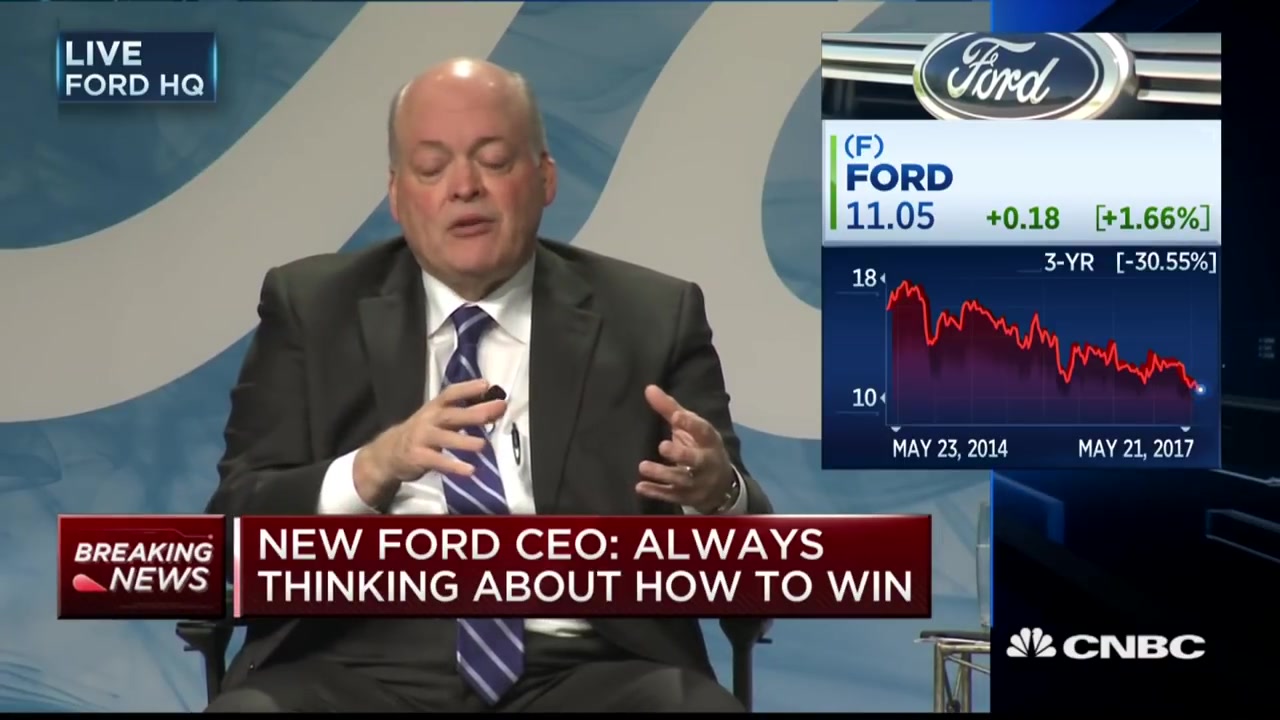 LIVE
FORD HQ
Ford
(F)
FORD
11.05 +0.18 [+1.66%]
3-YR [-30.55%]
18
10
MAY 23, 2014 MAY 21, 2017
BREAKING
NEWS
NEW FORD CEO: ALWAYS
THINKING ABOUT HOW TO WIN
CNBC